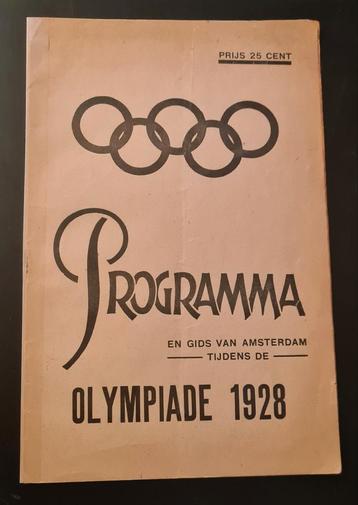 PRIJS 25 CENT
PROGRAMMA
EN GIDS VAN AMSTERDAM
TIJDENS DE
OLYMPIADE 1928